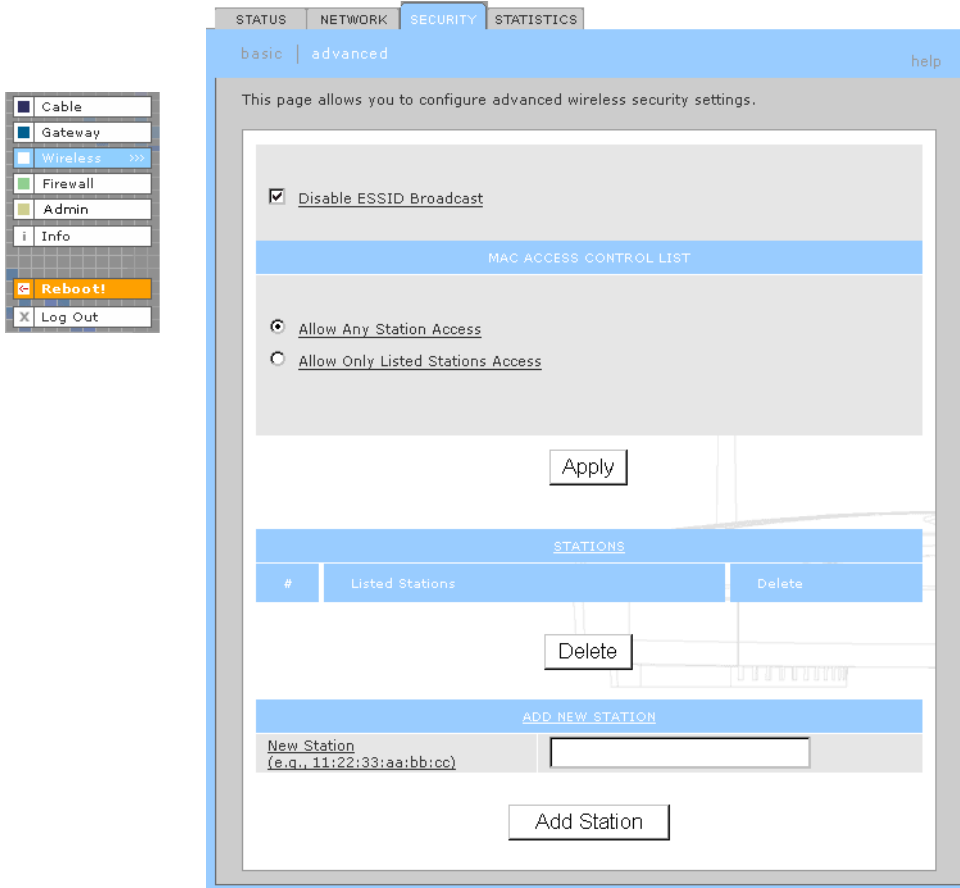 STATUS NETWORK SECURITY STATISTICS
basic | advanced
help
This page allows you to configure advanced wireless security settings.
Cable
Gateway
Wireless >>>
Firewall
Admin
i Info
Reboot!
X Log Out
Disable ESSID Broadcast
MAC ACCESS CONTROL LIST
Allow Any Station Access
Allow Only Listed Stations Access
Apply
STATIONS
# Listed Stations Delete
Delete
ADD NEW STATION
New Station
(e.g., 11:22:33:aa:bb:cc)
Add Station